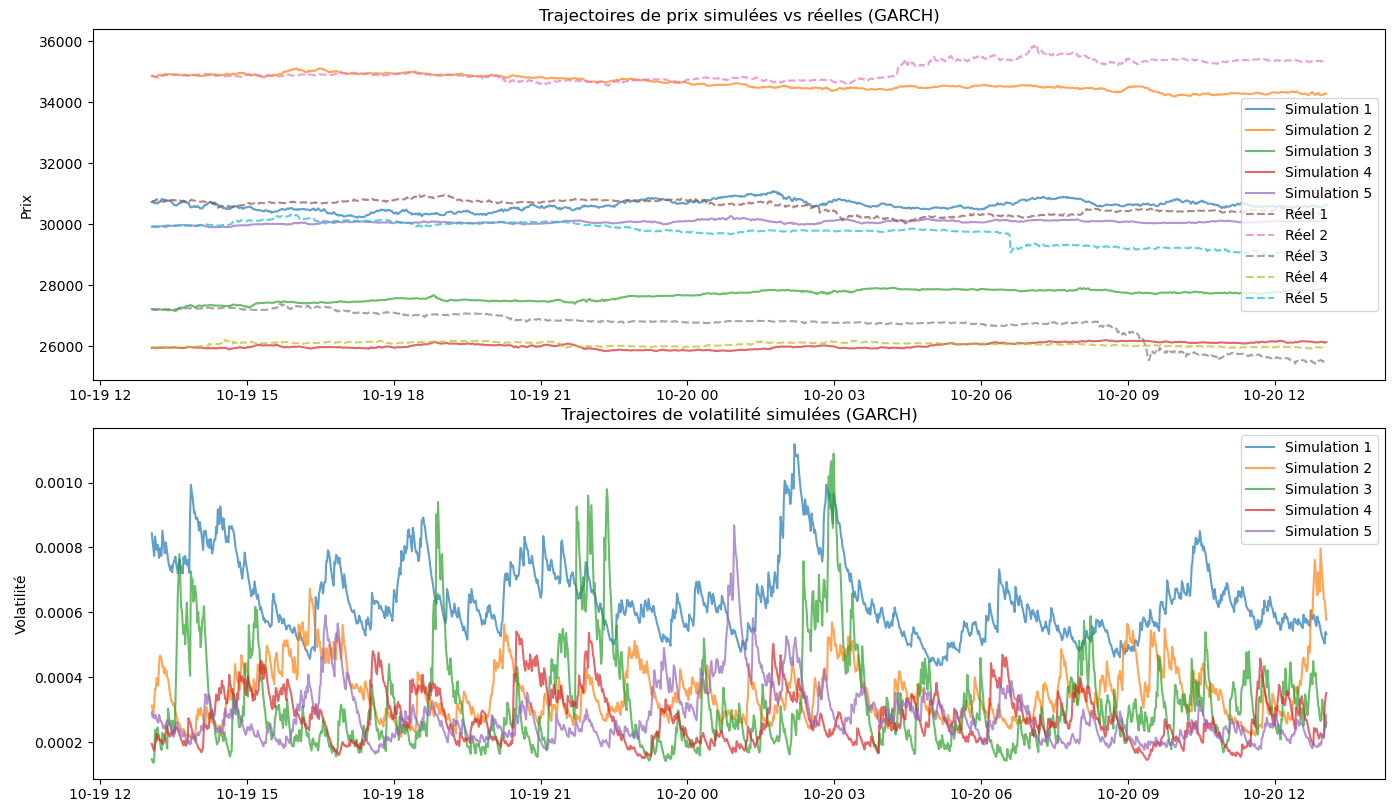 Trajectoires de prix simulées vs réelles (GARCH)
Prix
36000
34000
32000
30000
28000
26000
Simulation 1
Simulation 2
Simulation 3
Simulation 4
Simulation 5
Réel 1
Réel 2
Réel 3
Réel 4
Réel 5
10-19 12 10-19 15 10-19 18 10-19 21 10-20 00 10-20 03 10-20 06 10-20 09 10-20 12
Trajectoires de volatilité simulées (GARCH)
Volatilité
0.0010
0.0008
0.0006
0.0004
0.0002
Simulation 1
Simulation 2
Simulation 3
Simulation 4
Simulation 5
10-19 12 10-19 15 10-19 18 10-19 21 10-20 00 10-20 03 10-20 06 10-20 09 10-20 12